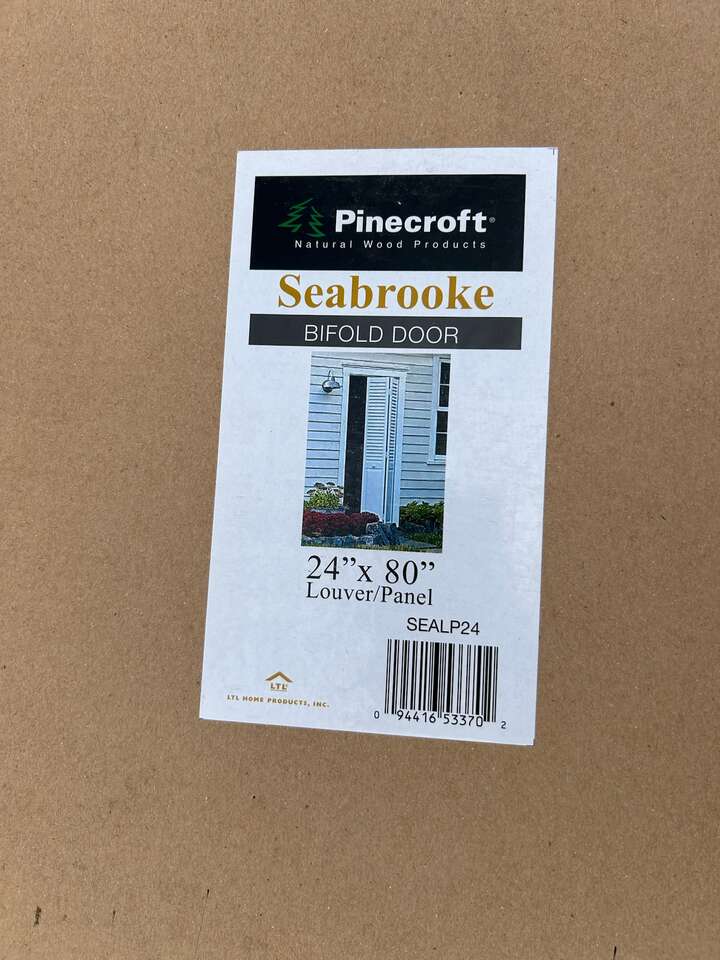 Pinecroft®
Natural Wood Products
Seabrooke
BIFOLD DOOR
24”x 80”
Louver/Panel
SEALP24
LTL
LTL HOME PRODUCTS, INC.
0 94416 53370 2